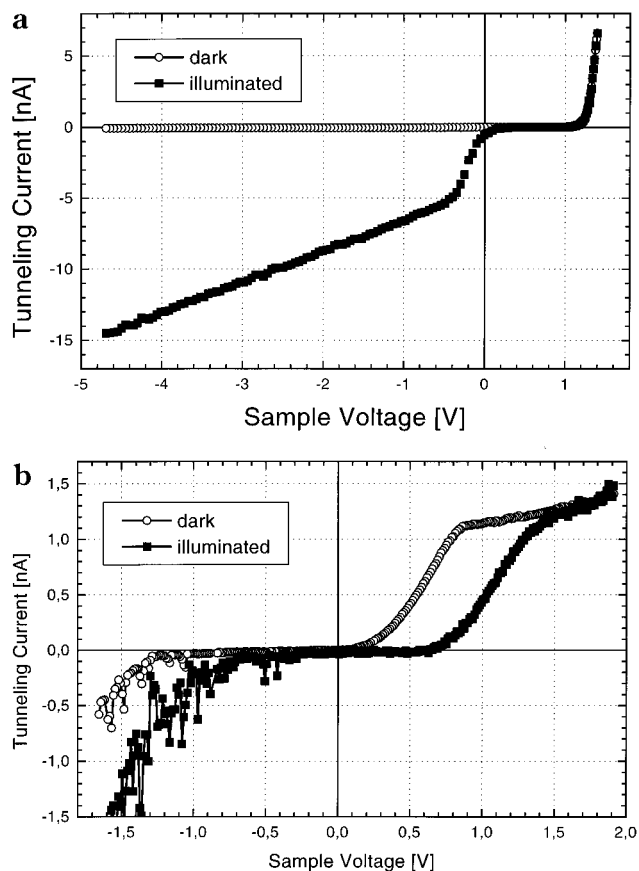 a
dark
illuminated
Tunneling Current [nA]
5
0
-5
-10
-15
-5 -4 -3 -2 -1 0 1
Sample Voltage [V]
b
dark
illuminated
Tunneling Current [nA]
1,5
1,0
0,5
0,0
-0,5
-1,0
-1,5
-1,5 -1,0 -0,5 0,0 0,5 1,0 1,5 2,0
Sample Voltage [V]